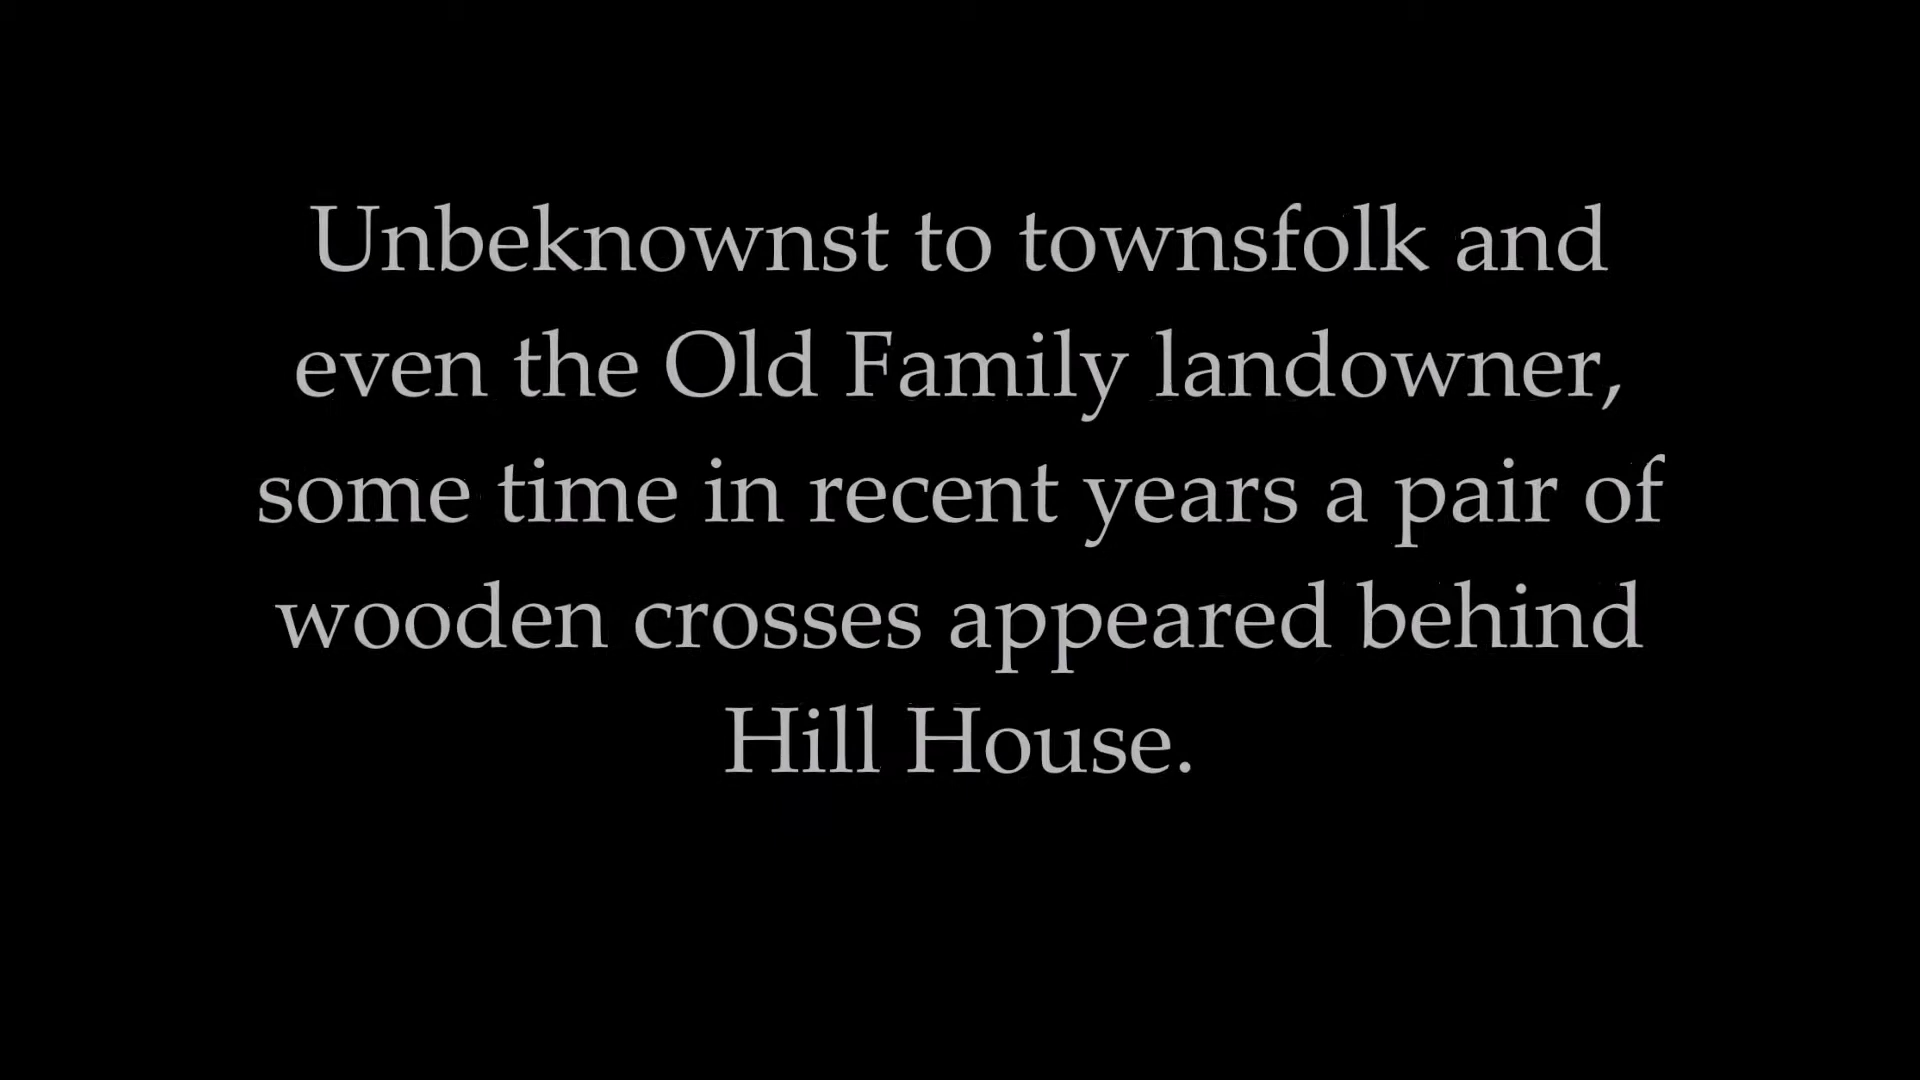 Unbeknownst to townsfolk and
even the Old Family landowner,
some time in recent years a pair of
wooden crosses appeared behind
Hill House.